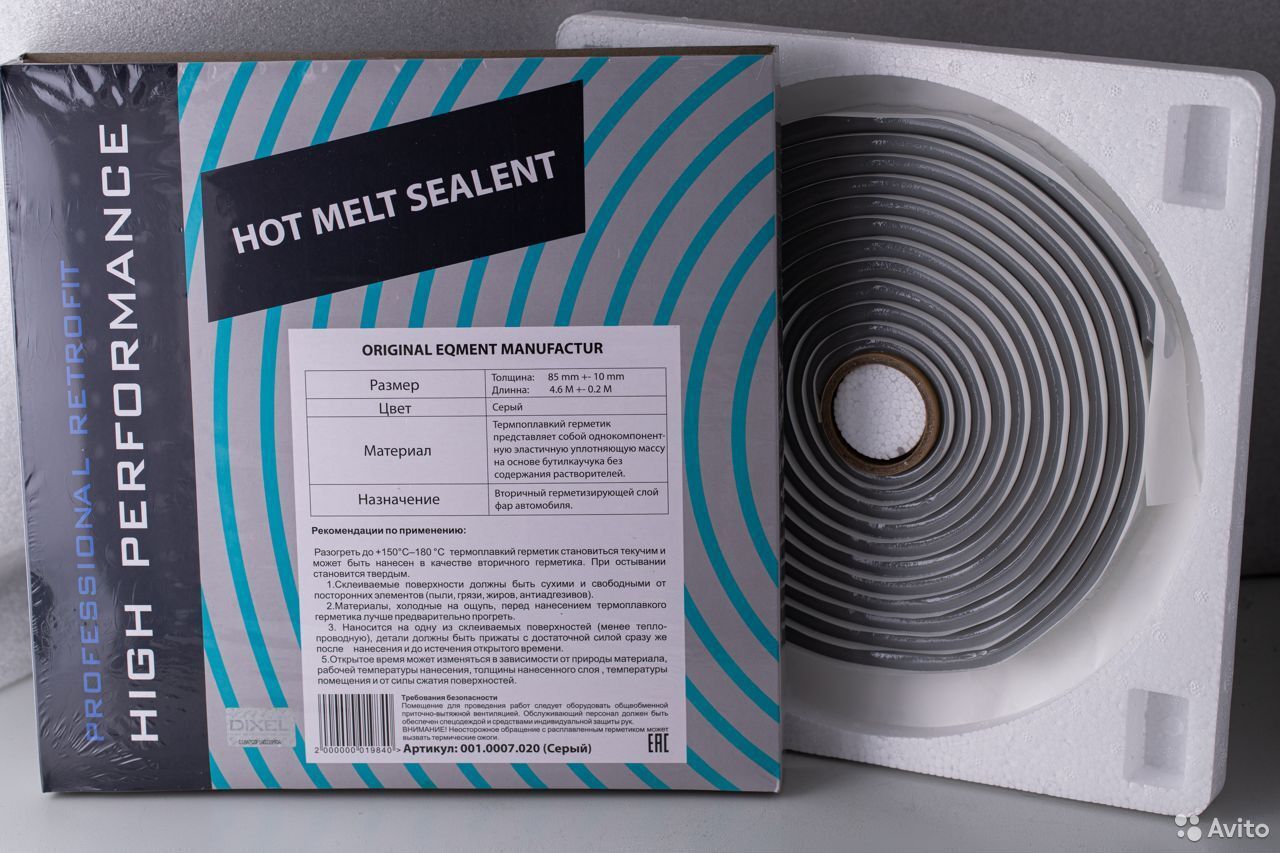 PROFESSIONAL RETROFIT
HIGH PERFORMANCE
HOT MELT SEALENT
ORIGINAL EQMENT MANUFACTUR
Размер
Толщина: 85 mm +- 10 mm
Длинна: 4.6 М +- 0.2 М
Цвет
Серый
Материал
Термоплавкий герметик
представляет собой однокомпонент-
ную эластичную уплотняющую массу
на основе бутилкаучука без
содержания растворителей.
Назначение
Вторичный герметизирующей слой
фар автомобиля.
Рекомендации по применению:
Разогреть до +150°С–180 °С термоплавкий герметик становиться текучим и
может быть нанесен в качестве вторичного герметика. При остывании
становится твердым.
1.Склеиваемые поверхности должны быть сухими и свободными от
посторонних элементов (пыли, грязи, жиров, антиадгезивов).
2.Материалы, холодные на ощупь, перед нанесением термоплавкого
герметика лучше предварительно прогреть.
3. Наносится на одну из склеиваемых поверхностей (менее тепло-
проводную), детали должны быть прижаты с достаточной силой сразу же
после нанесения и до истечения открытого времени.
5.Открытое время может изменяться в зависимости от природы материала,
рабочей температуры нанесения, толщины нанесенного слоя , температуры
помещения и от силы сжатия поверхностей.
Требования безопасности
Помещение для проведения работ следует оборудовать общеобменной
приточно-вытяжной вентиляцией. Обслуживающий персонал должен быть
обеспечен спецодеждой и средствами индивидуальной защиты рук.
ВНИМАНИЕ! Неосторожное обращение с расплавленным герметиком может
вызвать термические ожоги.
2 000000 019840 >
Артикул: 001.0007.020 (Серый)
EAC
DIXEL
Avito